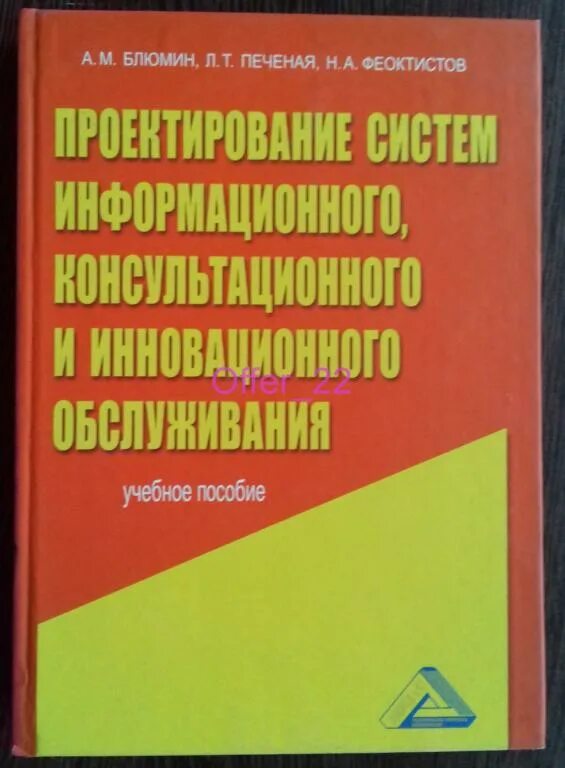 А.М. БЛЮМИН, Л.Т. ПЕЧЕНАЯ, Н.А. ФЕОКТИСТОВ
ПРОЕКТИРОВАНИЕ СИСТЕМ
ИНФОРМАЦИОННОГО,
КОНСУЛЬТАЦИОННОГО
И ИННОВАЦИОННОГО
Offer_22
ОБСЛУЖИВАНИЯ
учебное пособие